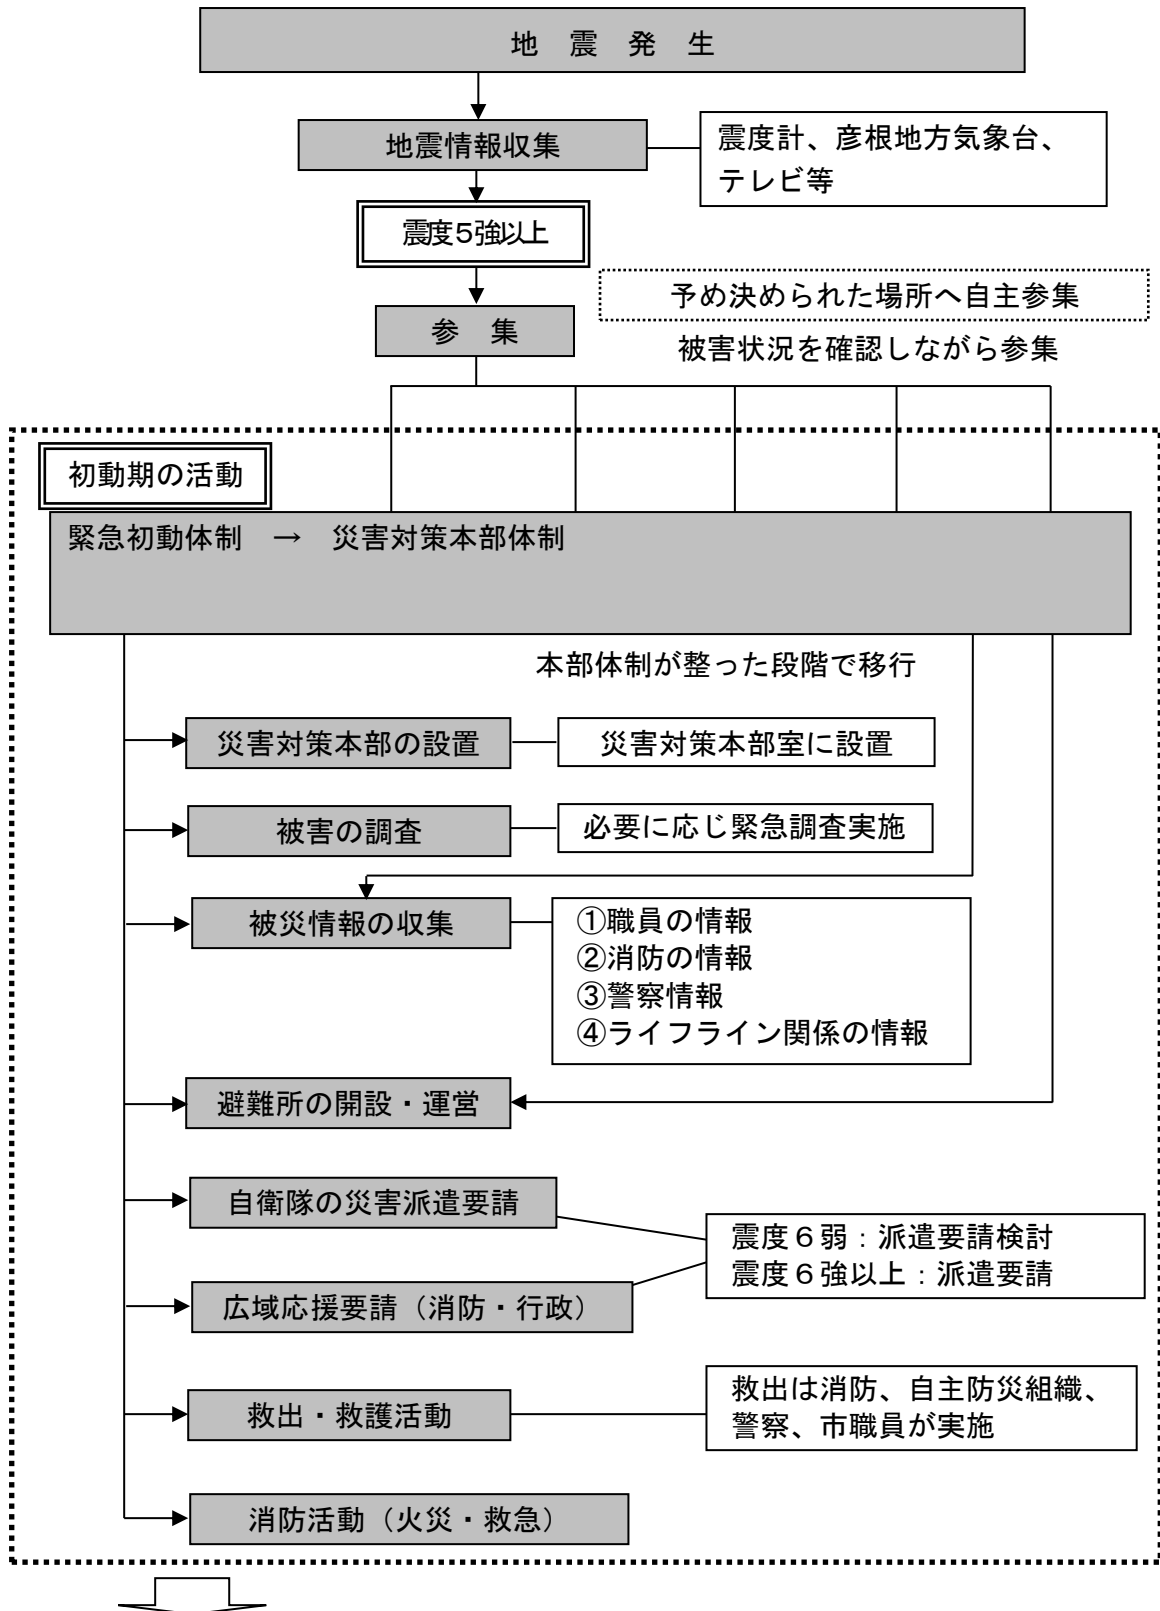 地 震 発 生
地震情報収集
震度計、彦根地方気象台、
テレビ等
震度５強以上
予め決められた場所へ自主参集
参 集
被害状況を確認しながら参集
初動期の活動
緊急初動体制 → 災害対策本部体制
本部体制が整った段階で移行
災害対策本部の設置
災害対策本部室に設置
被害の調査
必要に応じ緊急調査実施
被災情報の収集
①職員の情報
②消防の情報
③警察情報
④ライフライン関係の情報
避難所の開設・運営
自衛隊の災害派遣要請
震度６弱：派遣要請検討
震度６強以上：派遣要請
広域応援要請（消防・行政）
救出・救護活動
救出は消防、自主防災組織、
警察、市職員が実施
消防活動（火災・救急）